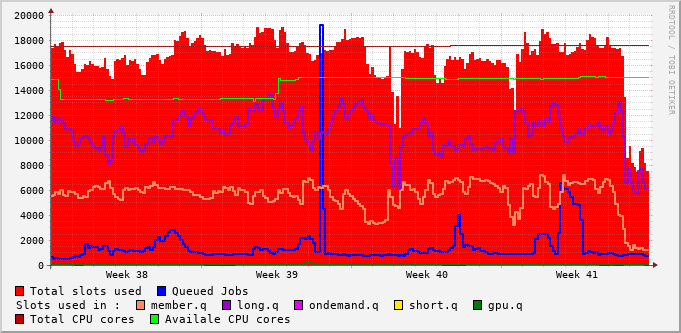 20000
18000
16000
14000
12000
10000
8000
6000
4000
2000
0
Week 38 Week 39 Week 40 Week 41
Total slots used Queued Jobs
Slots used in : member.q long.q ondemand.q short.q gpu.q
Total CPU cores Availale CPU cores
RRDTOOL / TOBI OETIKER